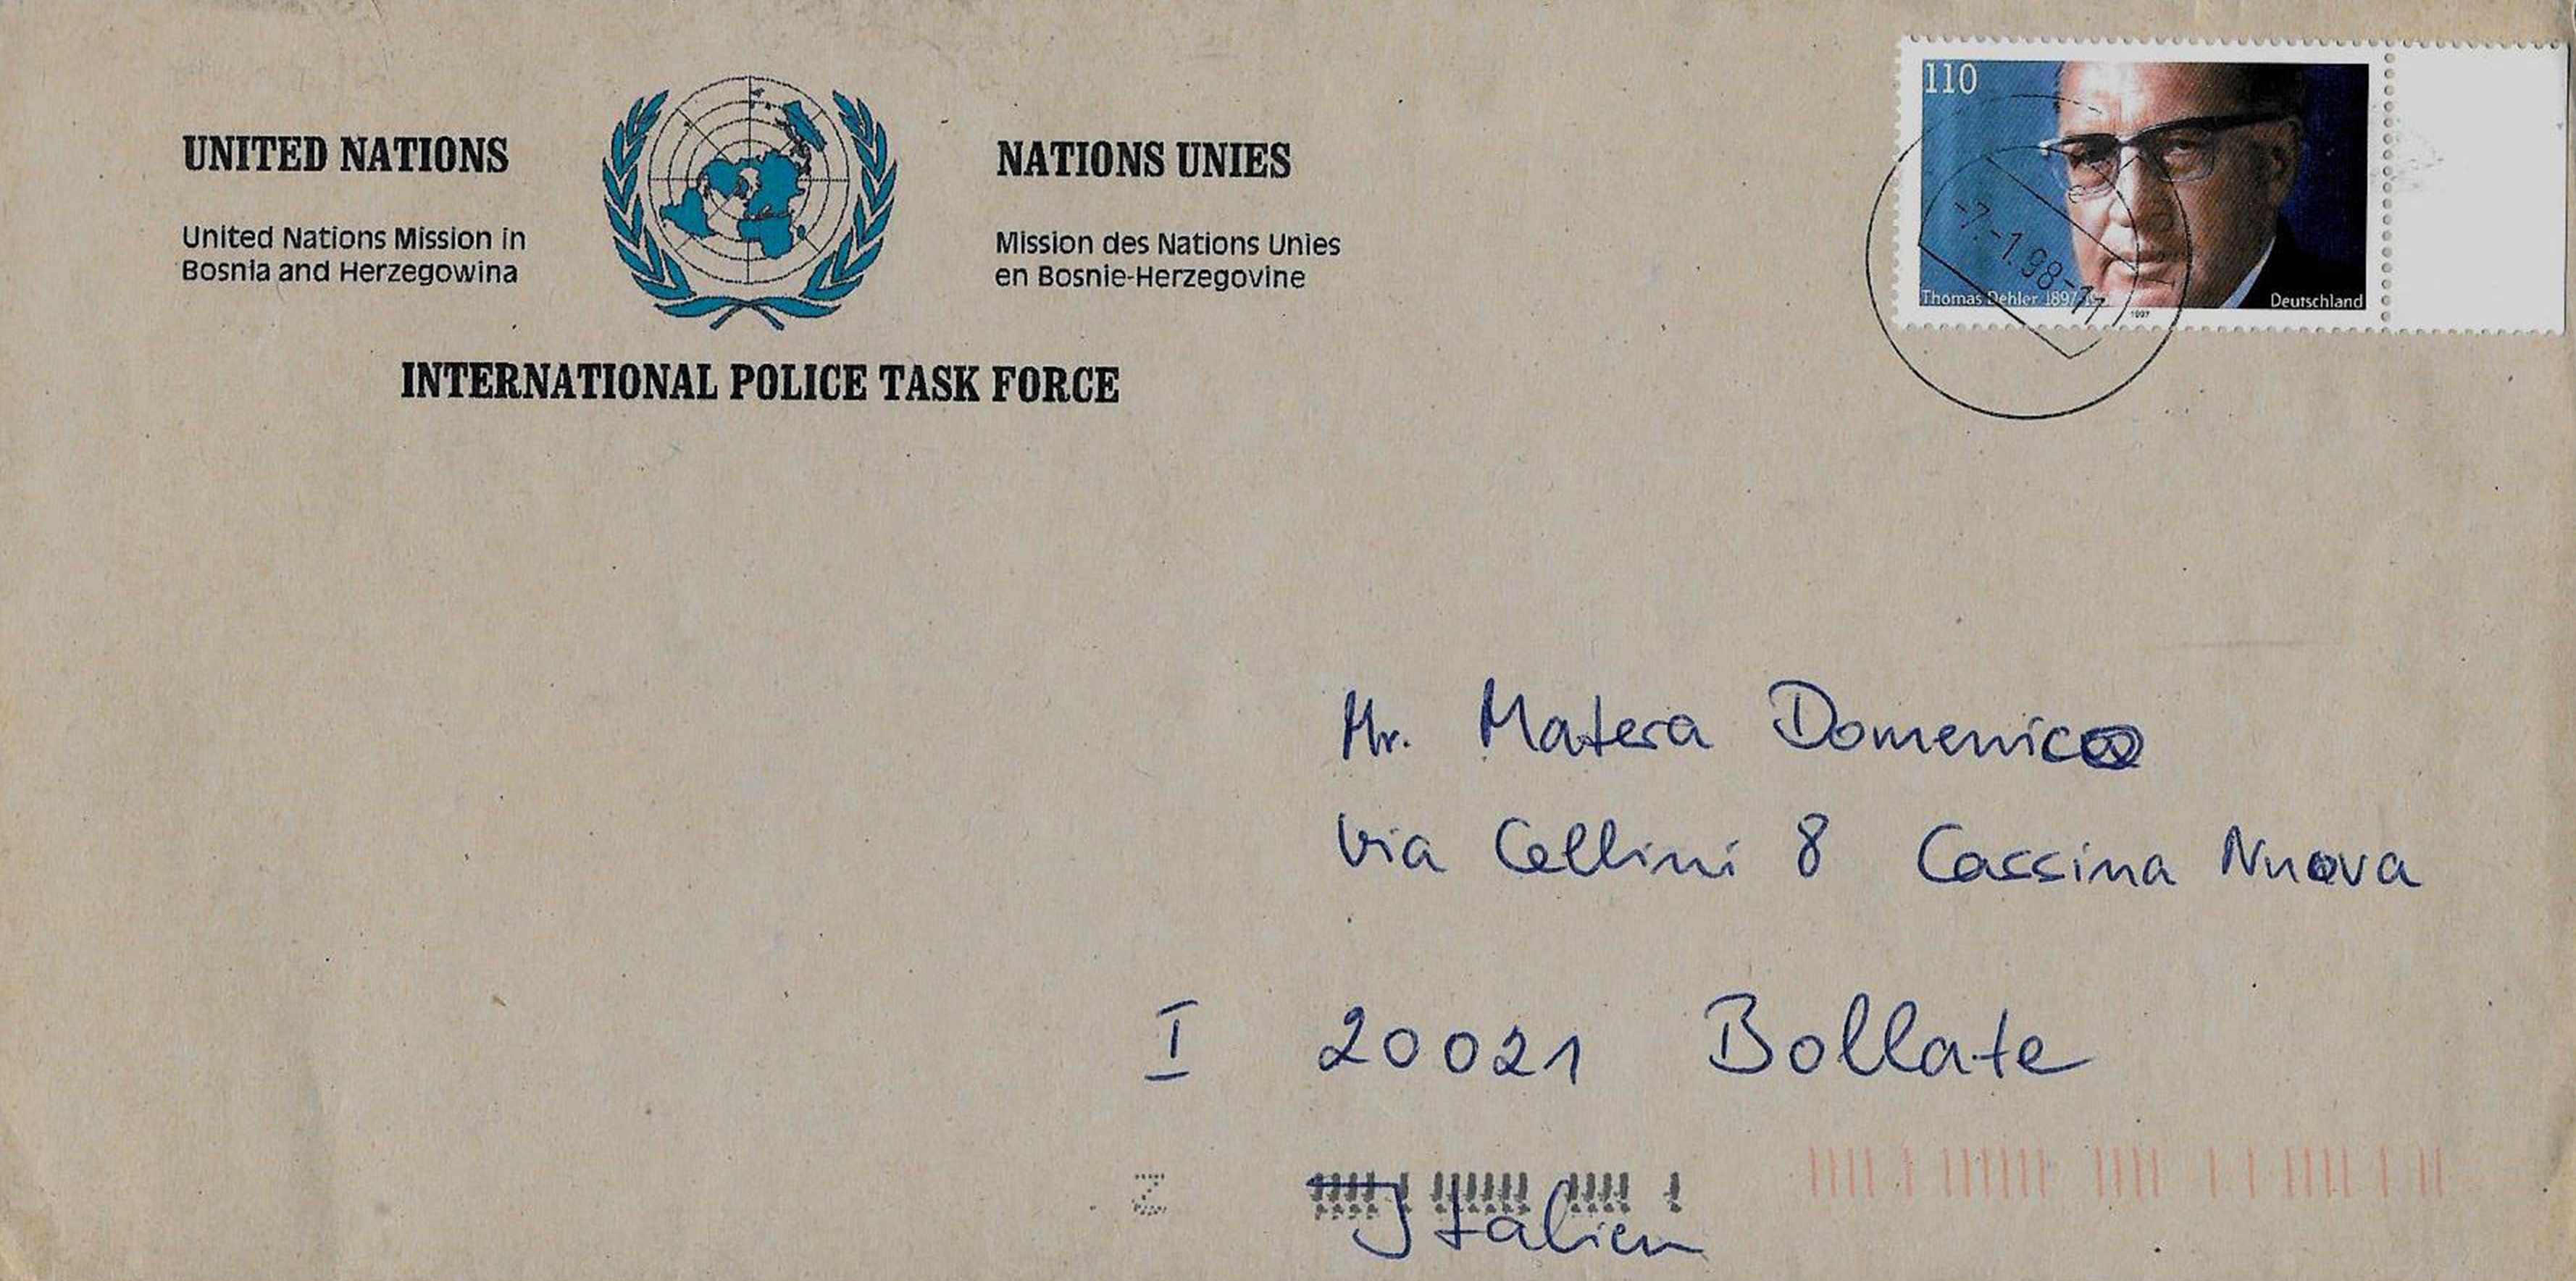 UNITED NATIONS
United Nations Mission in
Bosnia and Herzegowina
NATIONS UNIES
Mission des Nations Unies
en Bosnie-Herzegovine
INTERNATIONAL POLICE TASK FORCE
110
Thomas Dehler 1897
Deutschland
1997
-7.-1.98-11
Mr. Matera Domenico
Via Cellini 8 Cassina Nuova
I 20021 Bollate
Italien